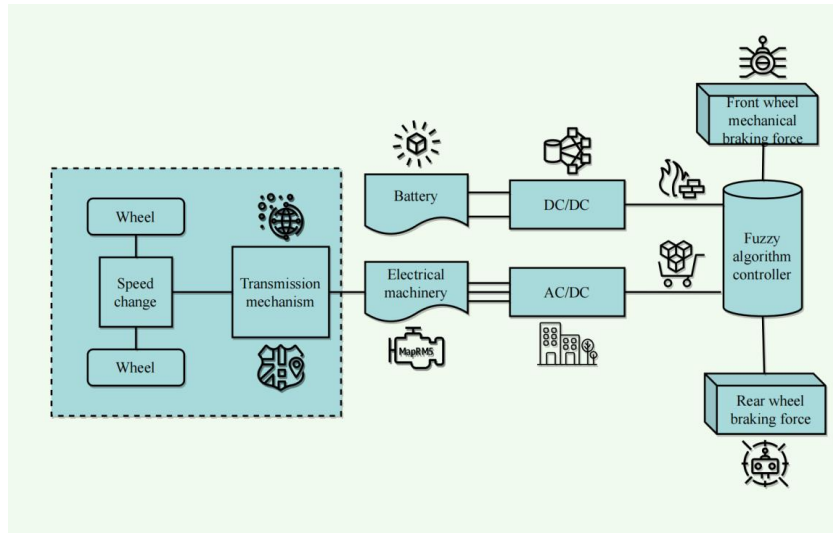 Front wheel
mechanical
braking force
Wheel
Battery
DC/DC
Fuzzy
algorithm
controller
Speed
change
Transmission
mechanism
Electrical
machinery
AC/DC
MapRMS
Wheel
Rear wheel
braking force